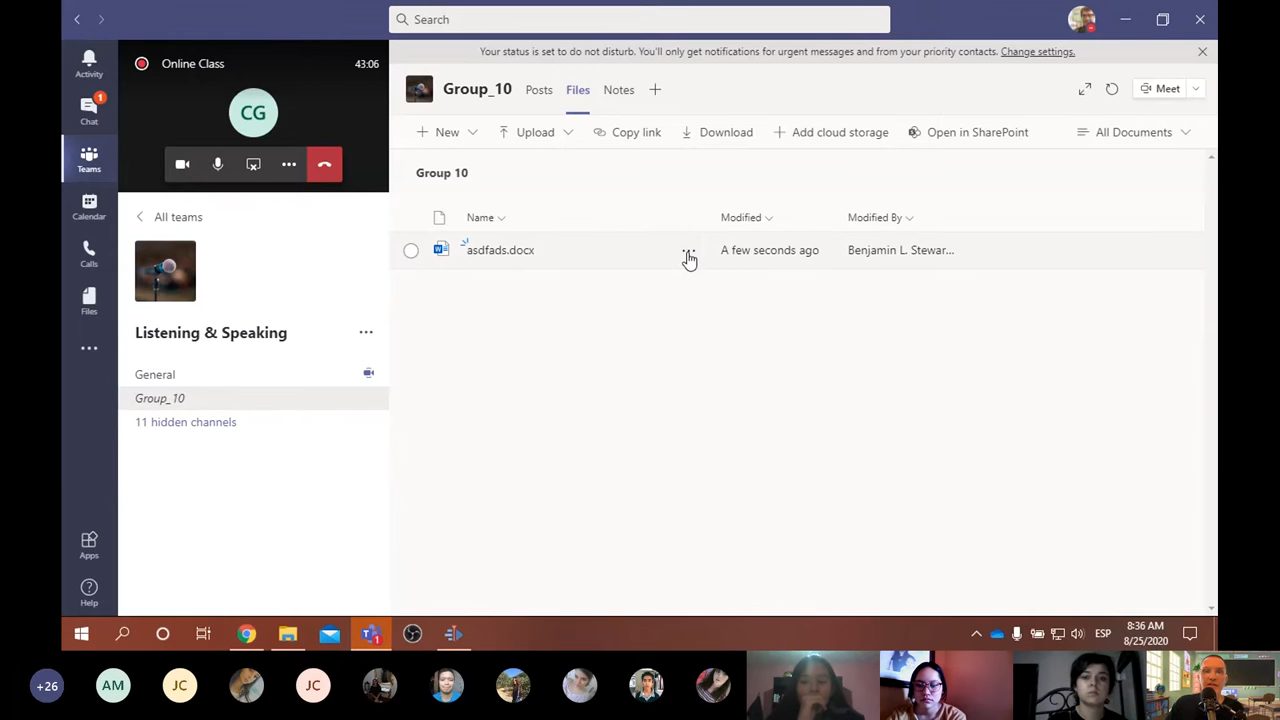 Search
Your status is set to do not disturb. You'll only get notifications for urgent messages and from your priority contacts. Change settings.
Activity
Chat
1
Teams
Calendar
Calls
Files
Apps
Help
Online Class
43:06
CG
All teams
Listening & Speaking
General
Group_10
11 hidden channels
Group_10
Posts
Files
Notes
Meet
New
Upload
Copy link
Download
Add cloud storage
Open in SharePoint
All Documents
Group 10
Name
Modified
Modified By
asdfads.docx
A few seconds ago
Benjamin L. Stewar...
ESP
8:36 AM
8/25/2020
+26
AM
JC
JC